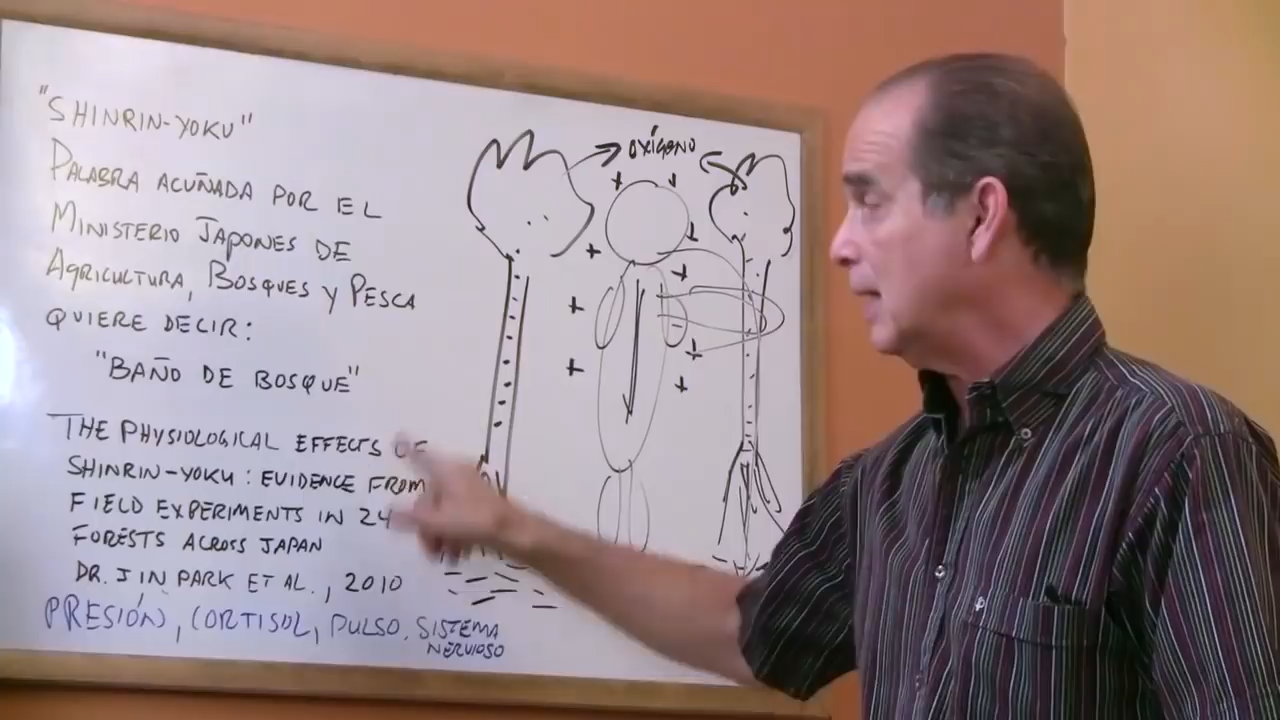 "SHINRIN-YOKU"
PALABRA ACUÑADA POR EL
MINISTERIO JAPONES DE
AGRICULTURA, BOSQUES Y PESCA
QUIERE DECIR:
"BAÑO DE BOSQUE"
THE PHYSIOLOGICAL EFFECTS OF
SHINRIN-YOKU: EVIDENCE FROM
FIELD EXPERIMENTS IN 24
FORESTS ACROSS JAPAN
DR. JIN PARK ET AL., 2010
PRESIÓN, CORTISOL, PULSO, SISTEMA
NERVIOSO
OXÍGENO